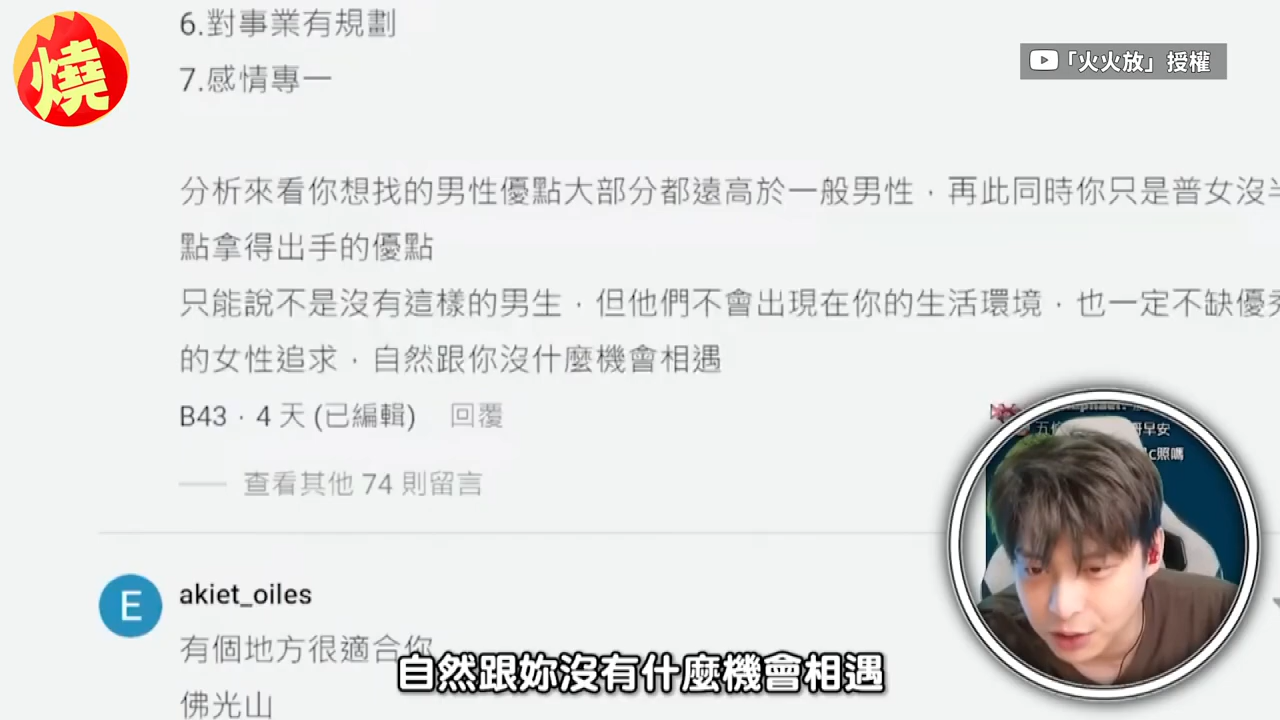 燒
「火火放」授權
6.對事業有規劃
7.感情專一
分析來看你想找的男性優點大部分都遠高於一般男性，再此同時你只是普女沒
點拿得出手的優點
只能說不是沒有這樣的男生，但他們不會出現在你的生活環境，也一定不缺優
的女性追求，自然跟你沒什麼機會相遇
B43．4 天 (已編輯) 回覆
查看其他 74 則留言
早安
照嗎
E
akiet_oiles
有個地方很適合你
佛光山
自然跟妳沒有什麼機會相遇